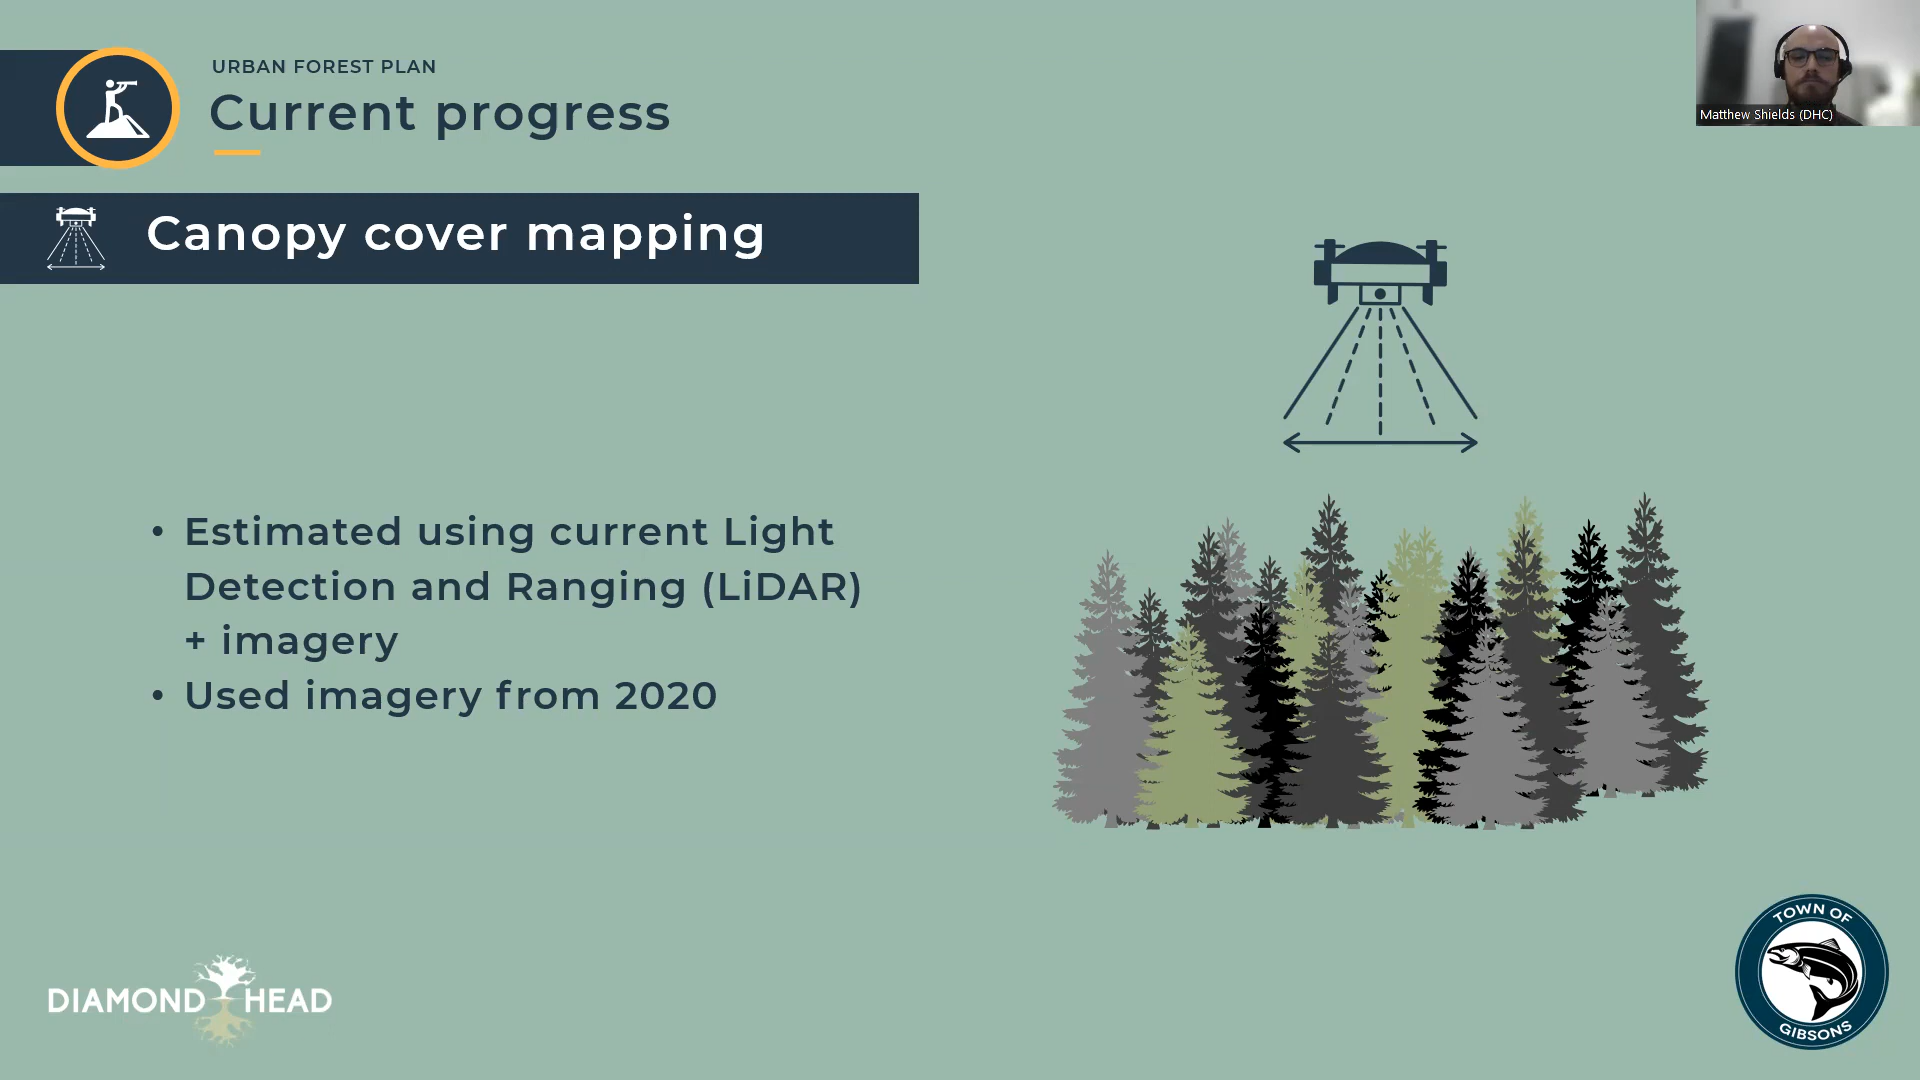 URBAN FOREST PLAN
Current progress
Matthew Shields (DHC)
Canopy cover mapping
• Estimated using current Light
Detection and Ranging (LiDAR)
+ imagery
• Used imagery from 2020
DIAMOND HEAD
TOWN OF
GIBSONS